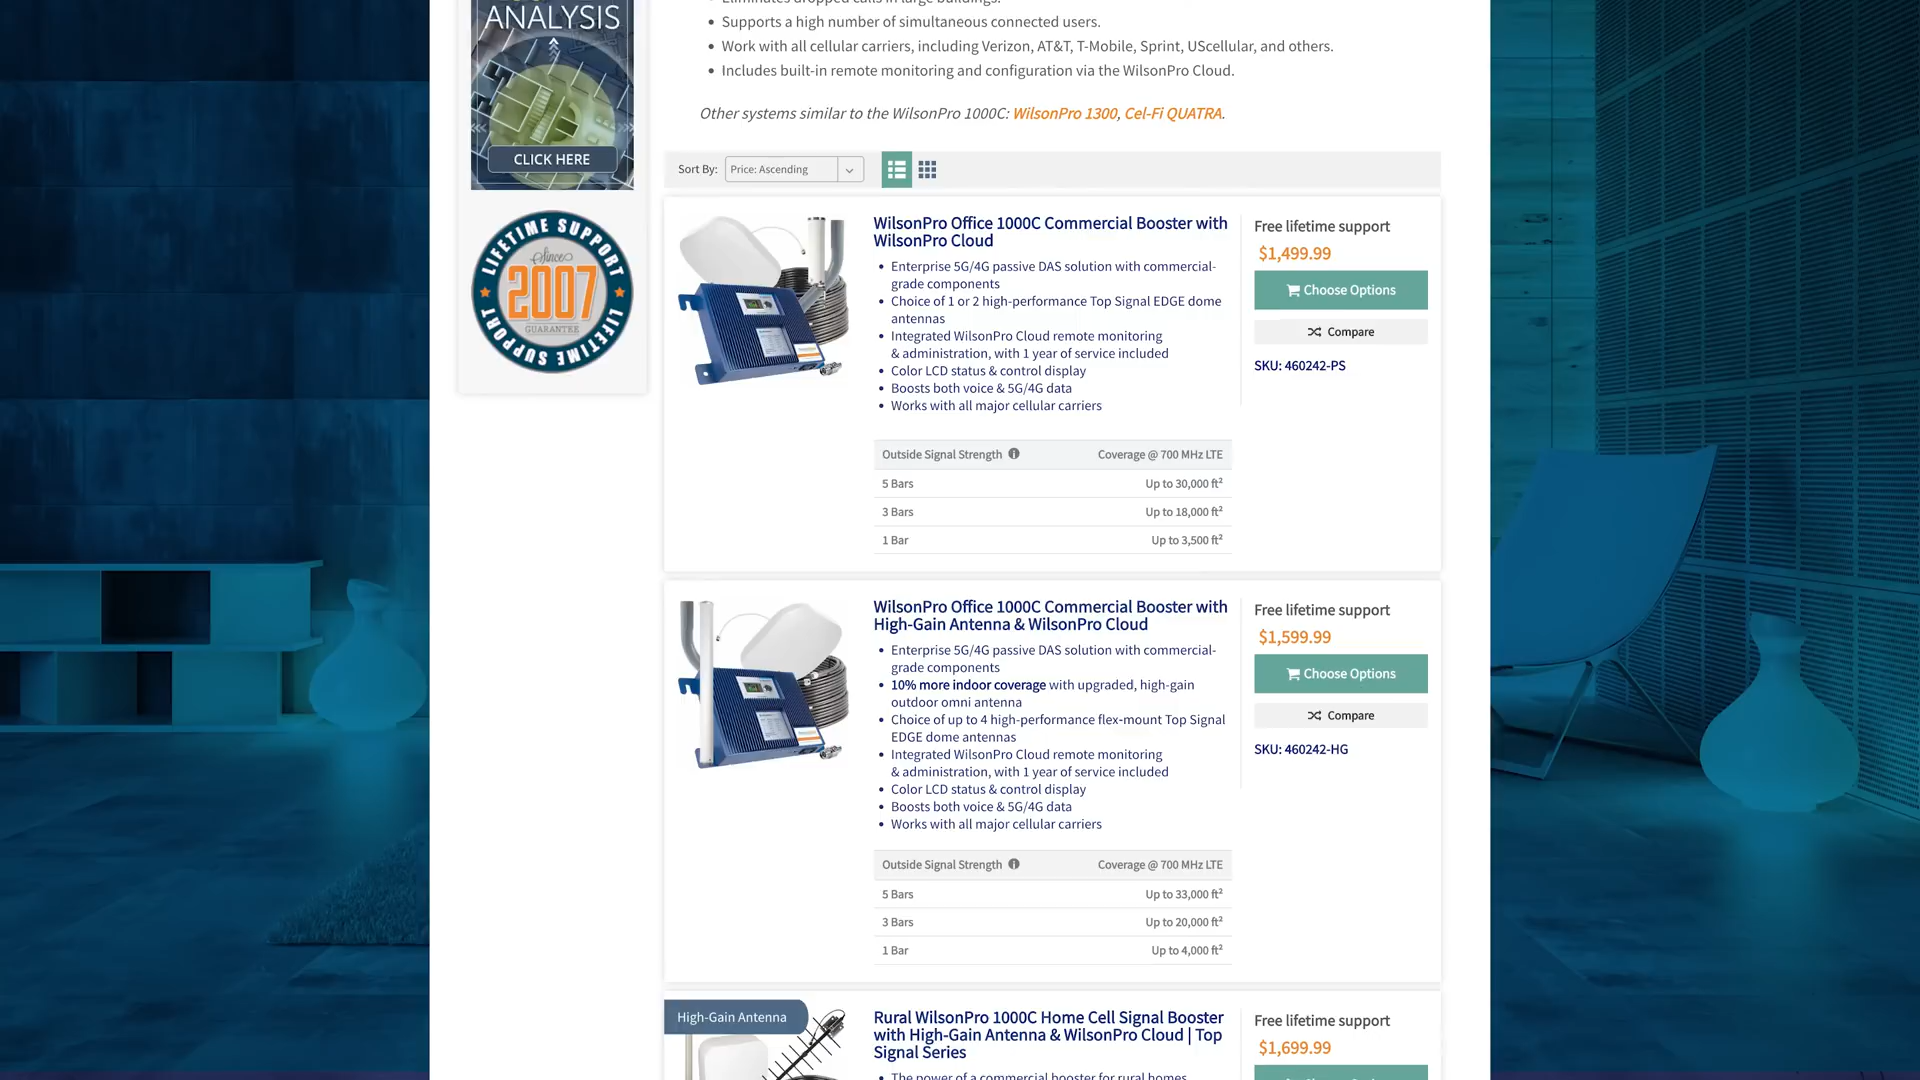 ANALYSIS
CLICK HERE
LIFETIME SUPPORT
Since
2007
GUARANTEE
LIFETIME SUPPORT
• Supports a high number of simultaneous connected users.
• Work with all cellular carriers, including Verizon, AT&T, T-Mobile, Sprint, UScellular, and others.
• Includes built-in remote monitoring and configuration via the WilsonPro Cloud.
Other systems similar to the WilsonPro 1000C: WilsonPro 1300, Cel-Fi QUATRA.
Sort By: Price: Ascending
WilsonPro Office 1000C Commercial Booster with
WilsonPro Cloud
• Enterprise 5G/4G passive DAS solution with commercial-
grade components
• Choice of 1 or 2 high-performance Top Signal EDGE dome
antennas
• Integrated WilsonPro Cloud remote monitoring
& administration, with 1 year of service included
• Color LCD status & control display
• Boosts both voice & 5G/4G data
• Works with all major cellular carriers
Outside Signal Strength Coverage @ 700 MHz LTE
5 Bars Up to 30,000 ft²
3 Bars Up to 18,000 ft²
1 Bar Up to 3,500 ft²
Free lifetime support
$1,499.99
Choose Options
Compare
SKU: 460242-PS
WilsonPro Office 1000C Commercial Booster with
High-Gain Antenna & WilsonPro Cloud
• Enterprise 5G/4G passive DAS solution with commercial-
grade components
• 10% more indoor coverage with upgraded, high-gain
outdoor omni antenna
• Choice of up to 4 high-performance flex-mount Top Signal
EDGE dome antennas
• Integrated WilsonPro Cloud remote monitoring
& administration, with 1 year of service included
• Color LCD status & control display
• Boosts both voice & 5G/4G data
• Works with all major cellular carriers
Outside Signal Strength Coverage @ 700 MHz LTE
5 Bars Up to 33,000 ft²
3 Bars Up to 20,000 ft²
1 Bar Up to 4,000 ft²
Free lifetime support
$1,599.99
Choose Options
Compare
SKU: 460242-HG
High-Gain Antenna
Rural WilsonPro 1000C Home Cell Signal Booster
with High-Gain Antenna & WilsonPro Cloud | Top
Signal Series
• The power of a commercial booster for rural homes
Free lifetime support
$1,699.99